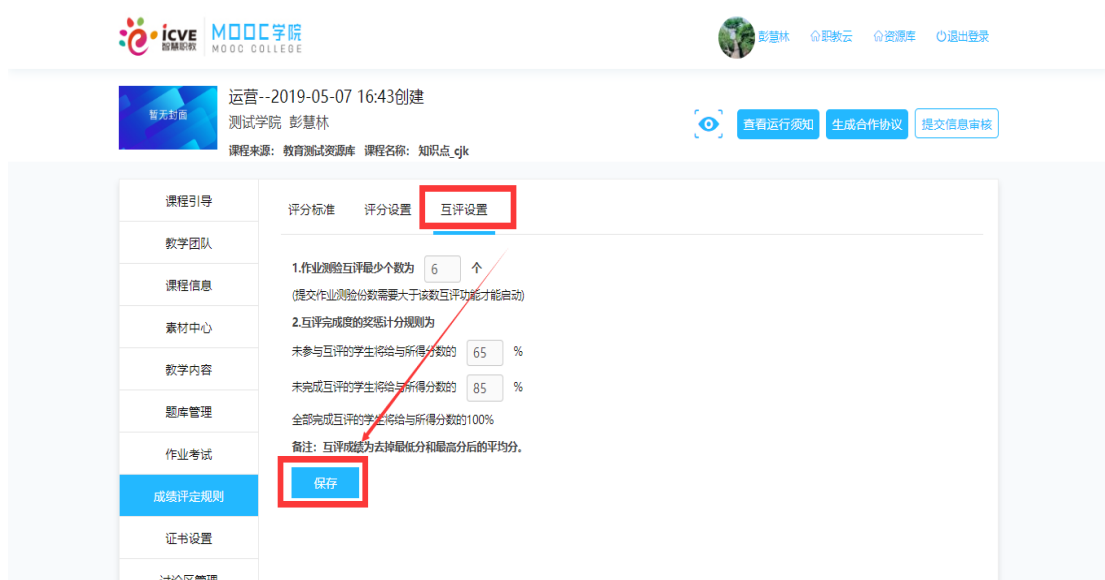 icve 智慧职教 MOOC学院 MOOC COLLEGE
彭慧林 职教云 资源库 退出登录
暂无封面
运营--2019-05-07 16:43创建
测试学院 彭慧林
课程来源： 教育测试资源库 课程名称： 知识点_cjk
查看运行须知 生成合作协议 提交信息审核
课程引导
教学团队
课程信息
素材中心
教学内容
题库管理
作业考试
成绩评定规则
证书设置
讨论区管理
评分标准 评分设置 互评设置
1.作业测验互评最少个数为 6 个
(提交作业测验份数需要大于该数互评功能才能启动)
2.互评完成度的奖惩计分规则为
未参与互评的学生将给与所得分数的 65 %
未完成互评的学生将给与所得分数的 85 %
全部完成互评的学生将给与所得分数的100%
备注：互评成绩为去掉最低分和最高分后的平均分。
保存